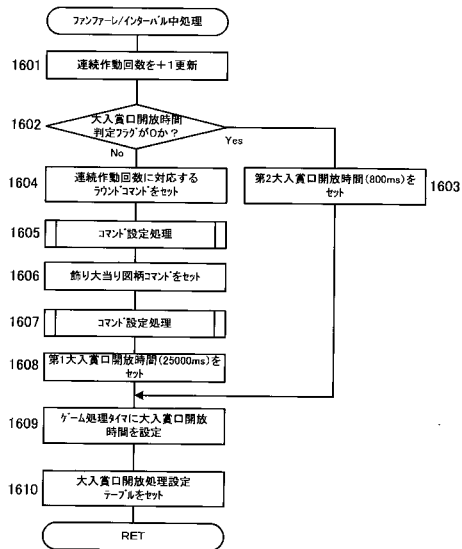 ファンファーレ/インターバル中処理
1601
連続作動回数を+1更新
大入賞口開放時間
1602
判定フラグが0か?
Yes
No
1604
連続作動回数に対応する
ラウンドコマンドをセット
第2大入賞口開放時間(800ms)を
セット
1603
1605
コマンド設定処理
1606
飾り大当り図柄コマンドをセット
1607
コマンド設定処理
1608
第1大入賞口開放時間(25000ms)を
セット
1609
ゲーム処理タイマに大入賞口開放
時間を設定
1610
大入賞口開放処理設定
テーブルをセット
RET